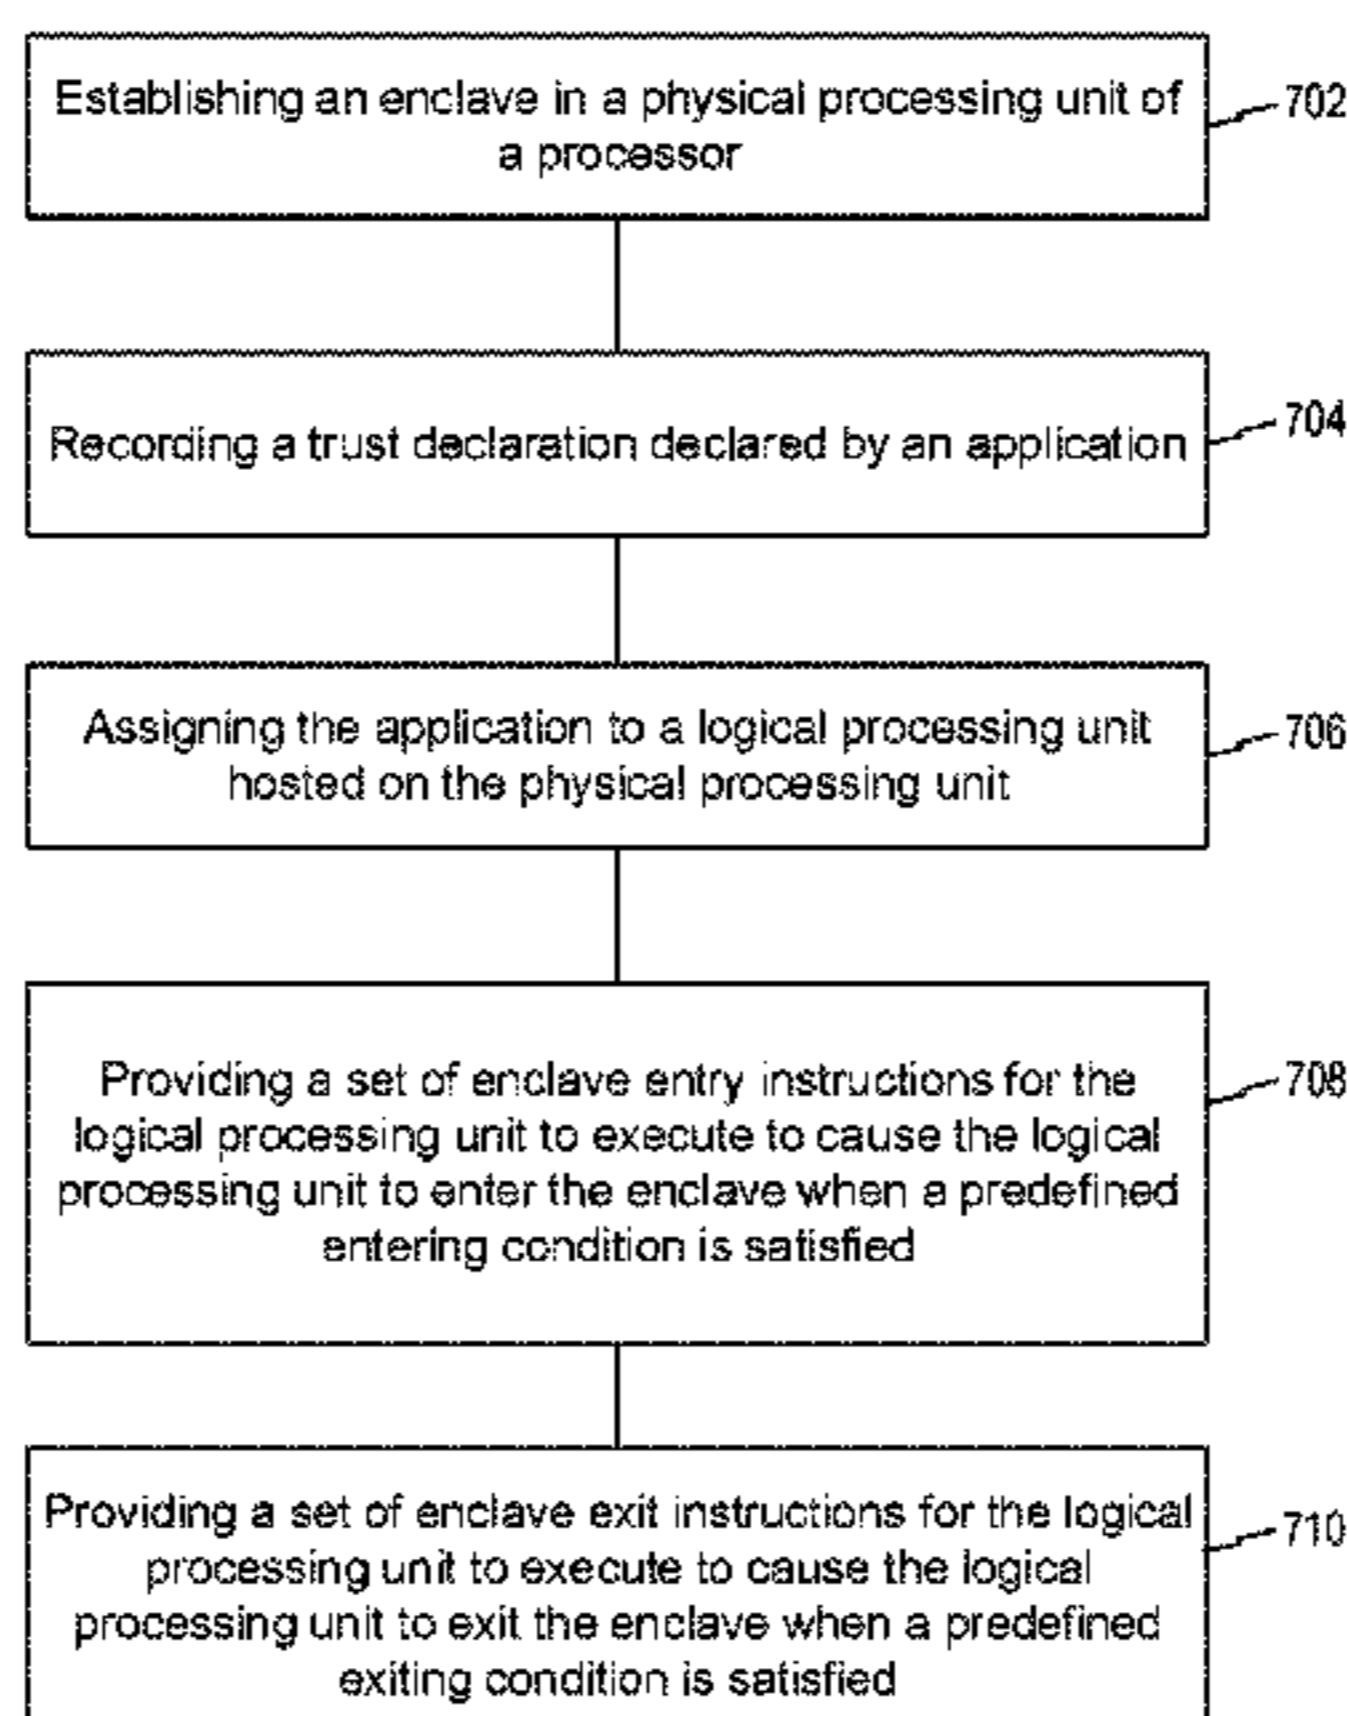 Establishing an enclave in a physical processing unit of
a processor
702
Recording a trust declaration declared by an application
704
Assigning the application to a logical processing unit
hosted on the physical processing unit
706
Providing a set of enclave entry instructions for the
logical processing unit to execute to cause the logical
processing unit to enter the enclave when a predefined
entering condition is satisfied
708
Providing a set of enclave exit instructions for the logical
processing unit to execute to cause the logical
processing unit to exit the enclave when a predefined
exiting condition is satisfied
710